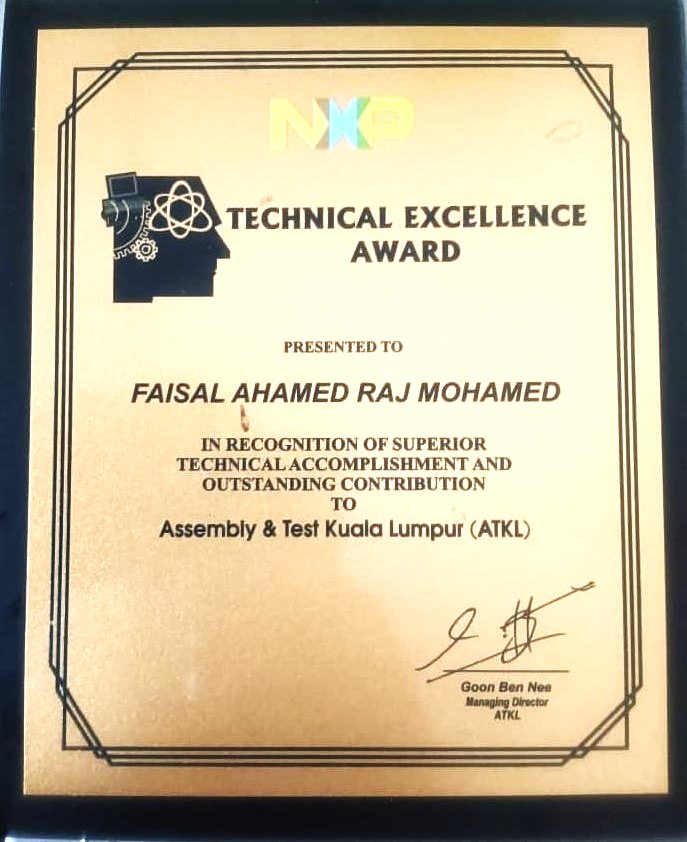 NXP
TECHNICAL EXCELLENCE
AWARD
PRESENTED TO
FAISAL AHAMED RAJ MOHAMED
IN RECOGNITION OF SUPERIOR
TECHNICAL ACCOMPLISHMENT AND
OUTSTANDING CONTRIBUTION
TO
Assembly & Test Kuala Lumpur (ATKL)
Goon Ben Nee
Managing Director
ATKL